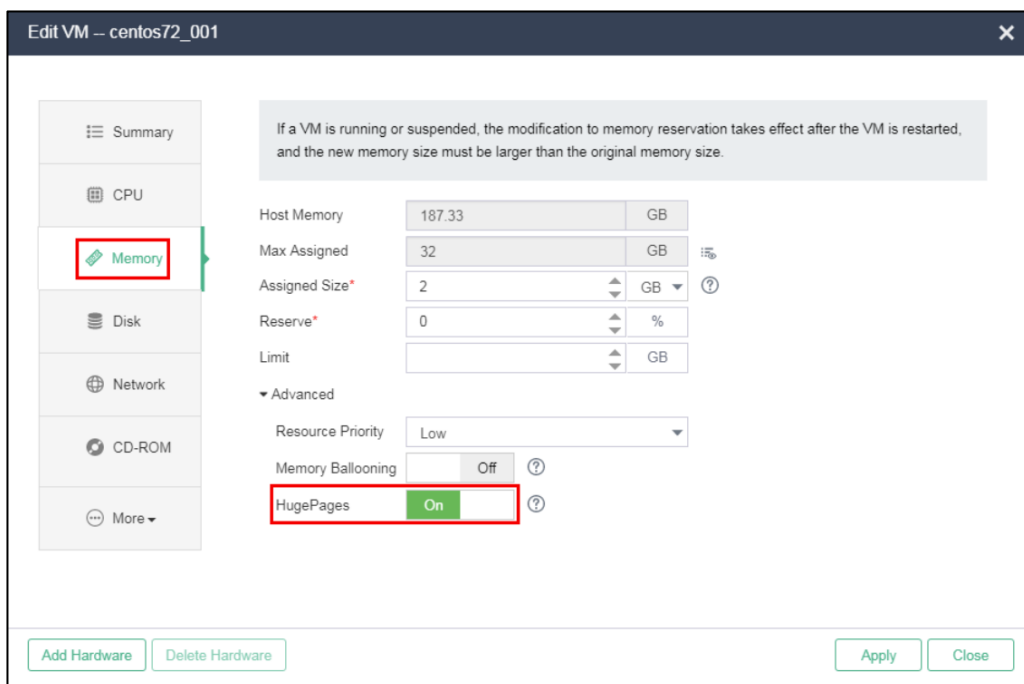 Edit VM -- centos72_001
Summary
CPU
Memory
Disk
Network
CD-ROM
More
If a VM is running or suspended, the modification to memory reservation takes effect after the VM is restarted,
and the new memory size must be larger than the original memory size.
Host Memory 187.33 GB
Max Assigned 32 GB
Assigned Size* 2 GB
Reserve* 0 %
Limit GB
Advanced
Resource Priority Low
Memory Ballooning Off
HugePages On
Add Hardware Delete Hardware Apply Close